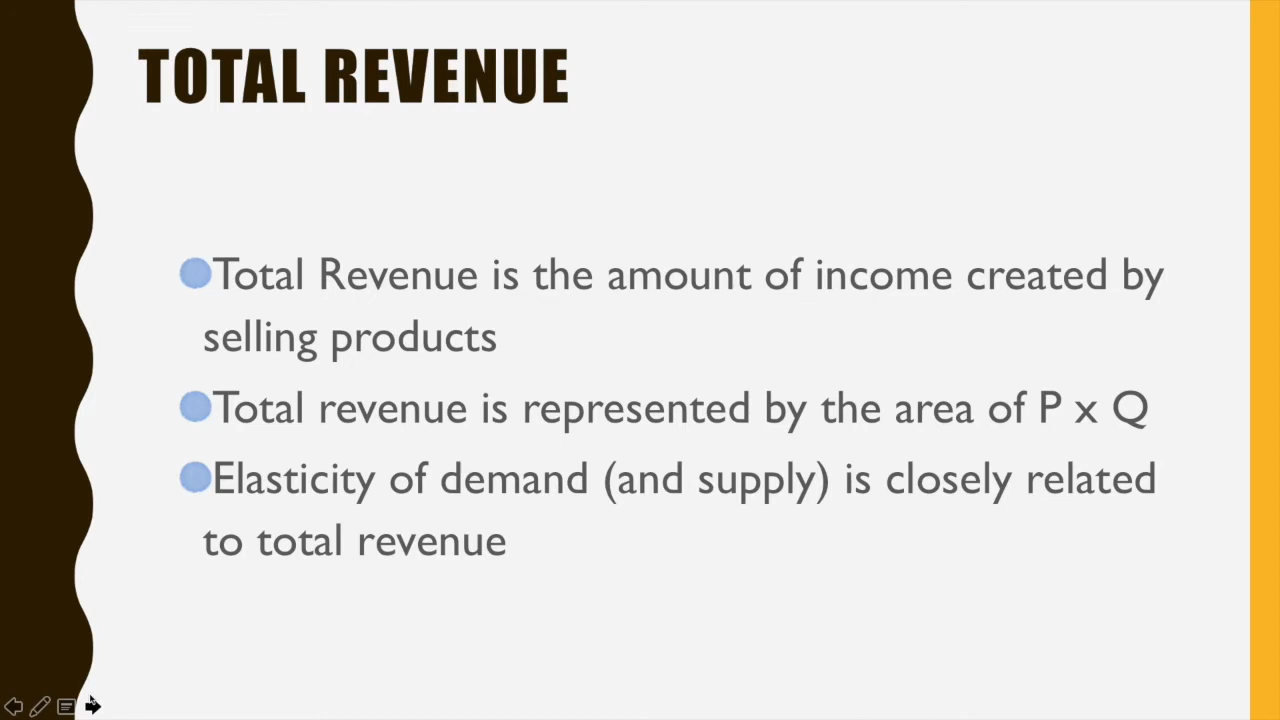 TOTAL REVENUE
Total Revenue is the amount of income created by
selling products
Total revenue is represented by the area of P x Q
Elasticity of demand (and supply) is closely related
to total revenue